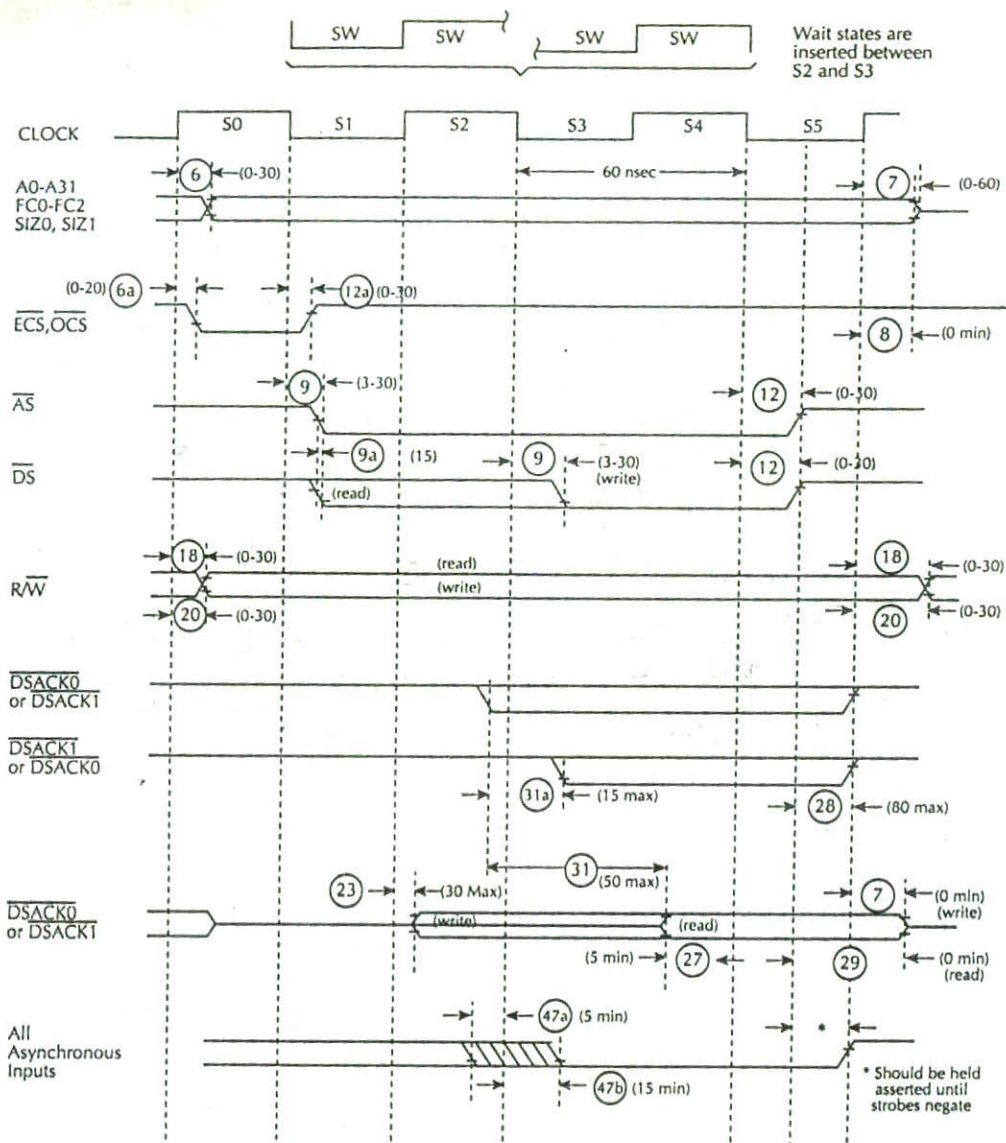 SW SW SW SW
Wait states are
inserted between
S2 and S3
CLOCK S0 S1 S2 S3 S4 S5
6 (0-30) 60 nsec 7 (0-60)
A0-A31
FC0-FC2
SIZ0, SIZ1
(0-20) 6a 12a (0-30)
ECS,OCS
8 (0 min)
9 (3-30) 12 (0-30)
AS
9a (15) 9 (3-30) 12 (0-30)
(write)
DS (read)
18 (0-30) (read) 18 (0-30)
R/W (write)
20 (0-30) 20 (0-30)
DSACK0
or DSACK1
DSACK1
or DSACK0
31a (15 max) 28 (80 max)
31 (50 max)
23 (30 Max) 7 (0 min)
(write)
DSACK0
or DSACK1
(write) (read)
(5 min) 27 29 (0 min)
(read)
47a (5 min) *
All
Asynchronous
Inputs
47b (15 min)
* Should be held
asserted until
strobes negate